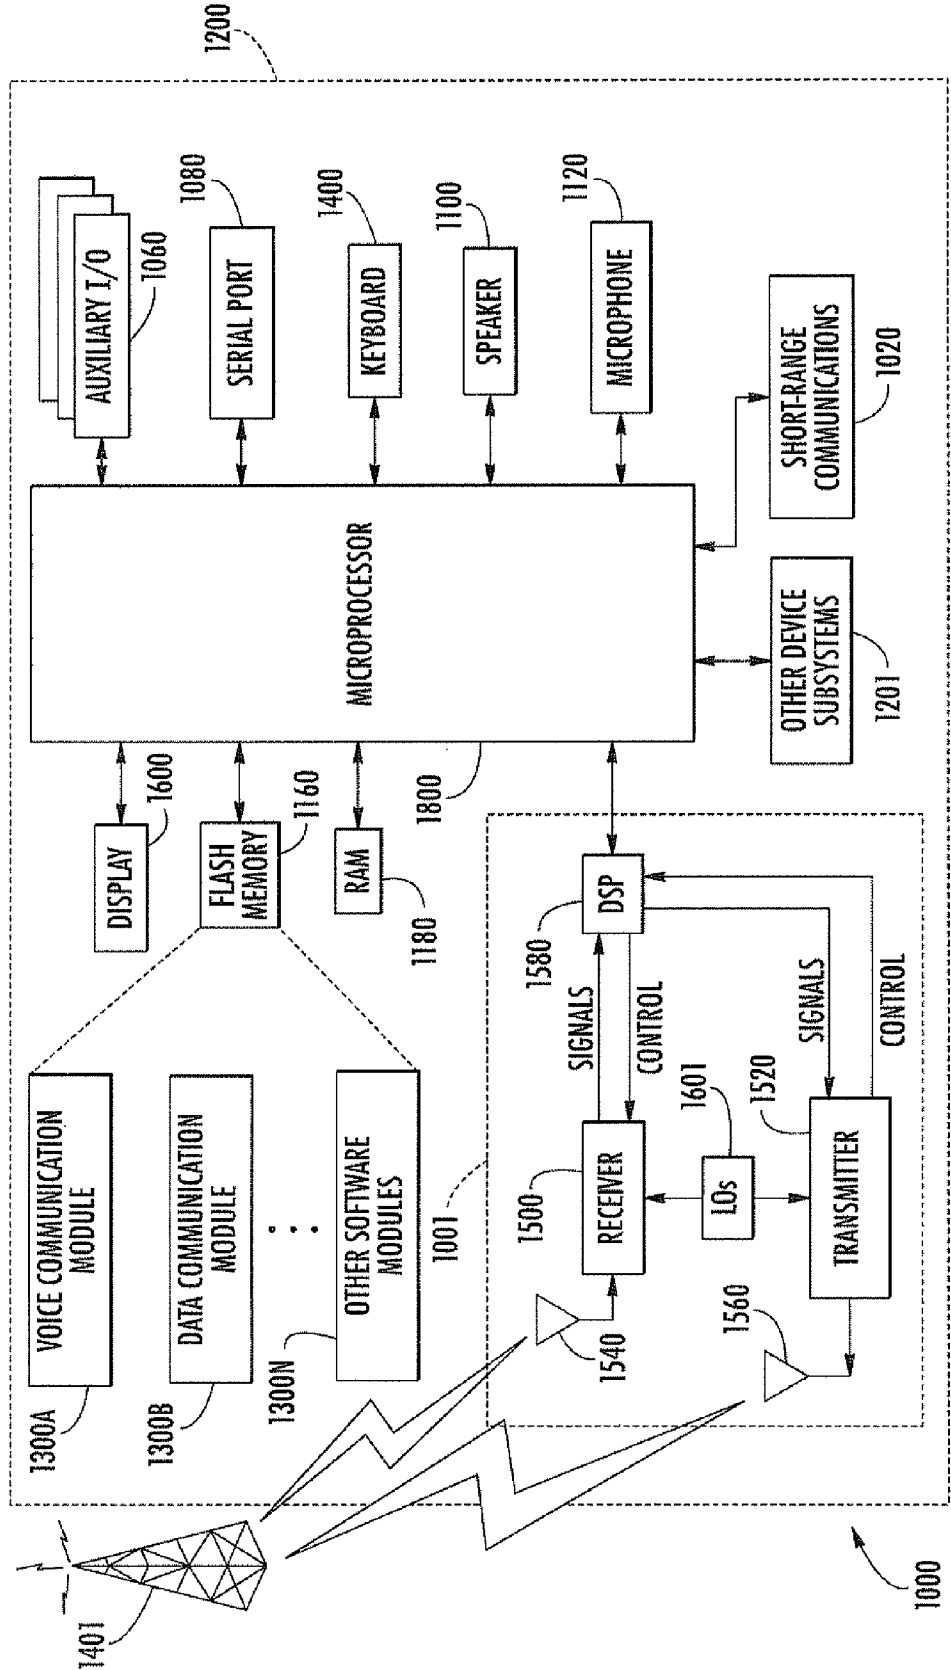 1200
AUXILIARY I/O
1060
SERIAL PORT
1080
KEYBOARD
1400
SPEAKER
1100
MICROPHONE
1120
SHORT-RANGE
COMMUNICATIONS
1020
MICROPROCESSOR
1800
OTHER DEVICE
SUBSYSTEMS
1201
DISPLAY
1600
FLASH
MEMORY
1160
RAM
1180
VOICE COMMUNICATION
MODULE
1300A
DATA COMMUNICATION
MODULE
1300B
OTHER SOFTWARE
MODULES
1300N
1001
DSP
1580
SIGNALS
CONTROL
SIGNALS
CONTROL
RECEIVER
1500
LOs
1601
TRANSMITTER
1520
1540
1560
1401
1000